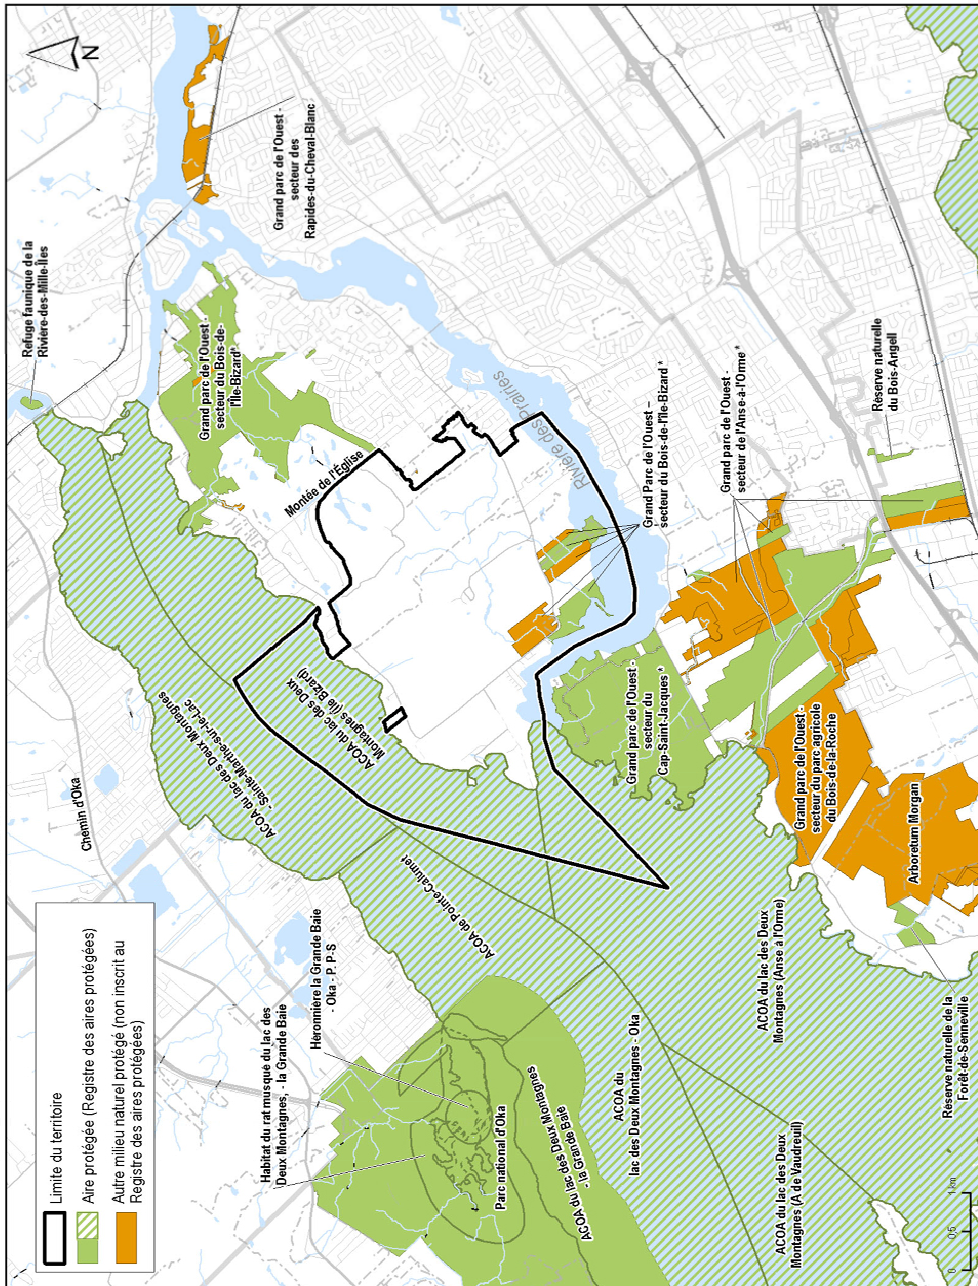 Limite du territoire
Aire protégée (Registre des aires protégées)
Autre milieu naturel protégé (non inscrit au
Registre des aires protégées)
N
Chemin d'Oka
Refuge faunique de la
Rivière-des-Mille-Îles
Grand parc de l'Ouest -
secteur des
Rapides-du-Cheval-Blanc
Grand parc de l'Ouest -
secteur du Bois-de-
l'Île-Bizard*
Montée de l'Église
Rivière des Prairies
ACOA du lac des Deux Montagnes
- Sainte-Marthe-sur-le-Lac
ACOA du lac des Deux
Montagnes (Île Bizard)
ACOA de Pointe-Calumet
Grand Parc de l'Ouest –
secteur du Bois-de-l'Île-Bizard *
Grand parc de l'Ouest -
secteur de l'Anse-à-l'Orme *
Réserve naturelle
du Bois-Angell
Grand parc de l'Ouest -
secteur du
Cap-Saint-Jacques *
Grand parc de l'Ouest -
secteur du parc agricole
du Bois-de-la-Roche
Arboretum Morgan
Réserve naturelle de la
Forêt-de-Senneville
Habitat du rat musqué du lac des
Deux Montagnes, - la Grande Baie
Héronnière la Grande Baie
- Oka - P. P-S
Parc national d'Oka
ACOA du lac des Deux Montagnes
- la Grande Baie
ACOA du
lac des Deux Montagnes - Oka
ACOA du lac des Deux
Montagnes (Anse à l'Orme)
ACOA du lac des Deux
Montagnes (A de Vaudreuil)
0 0,5 1 km